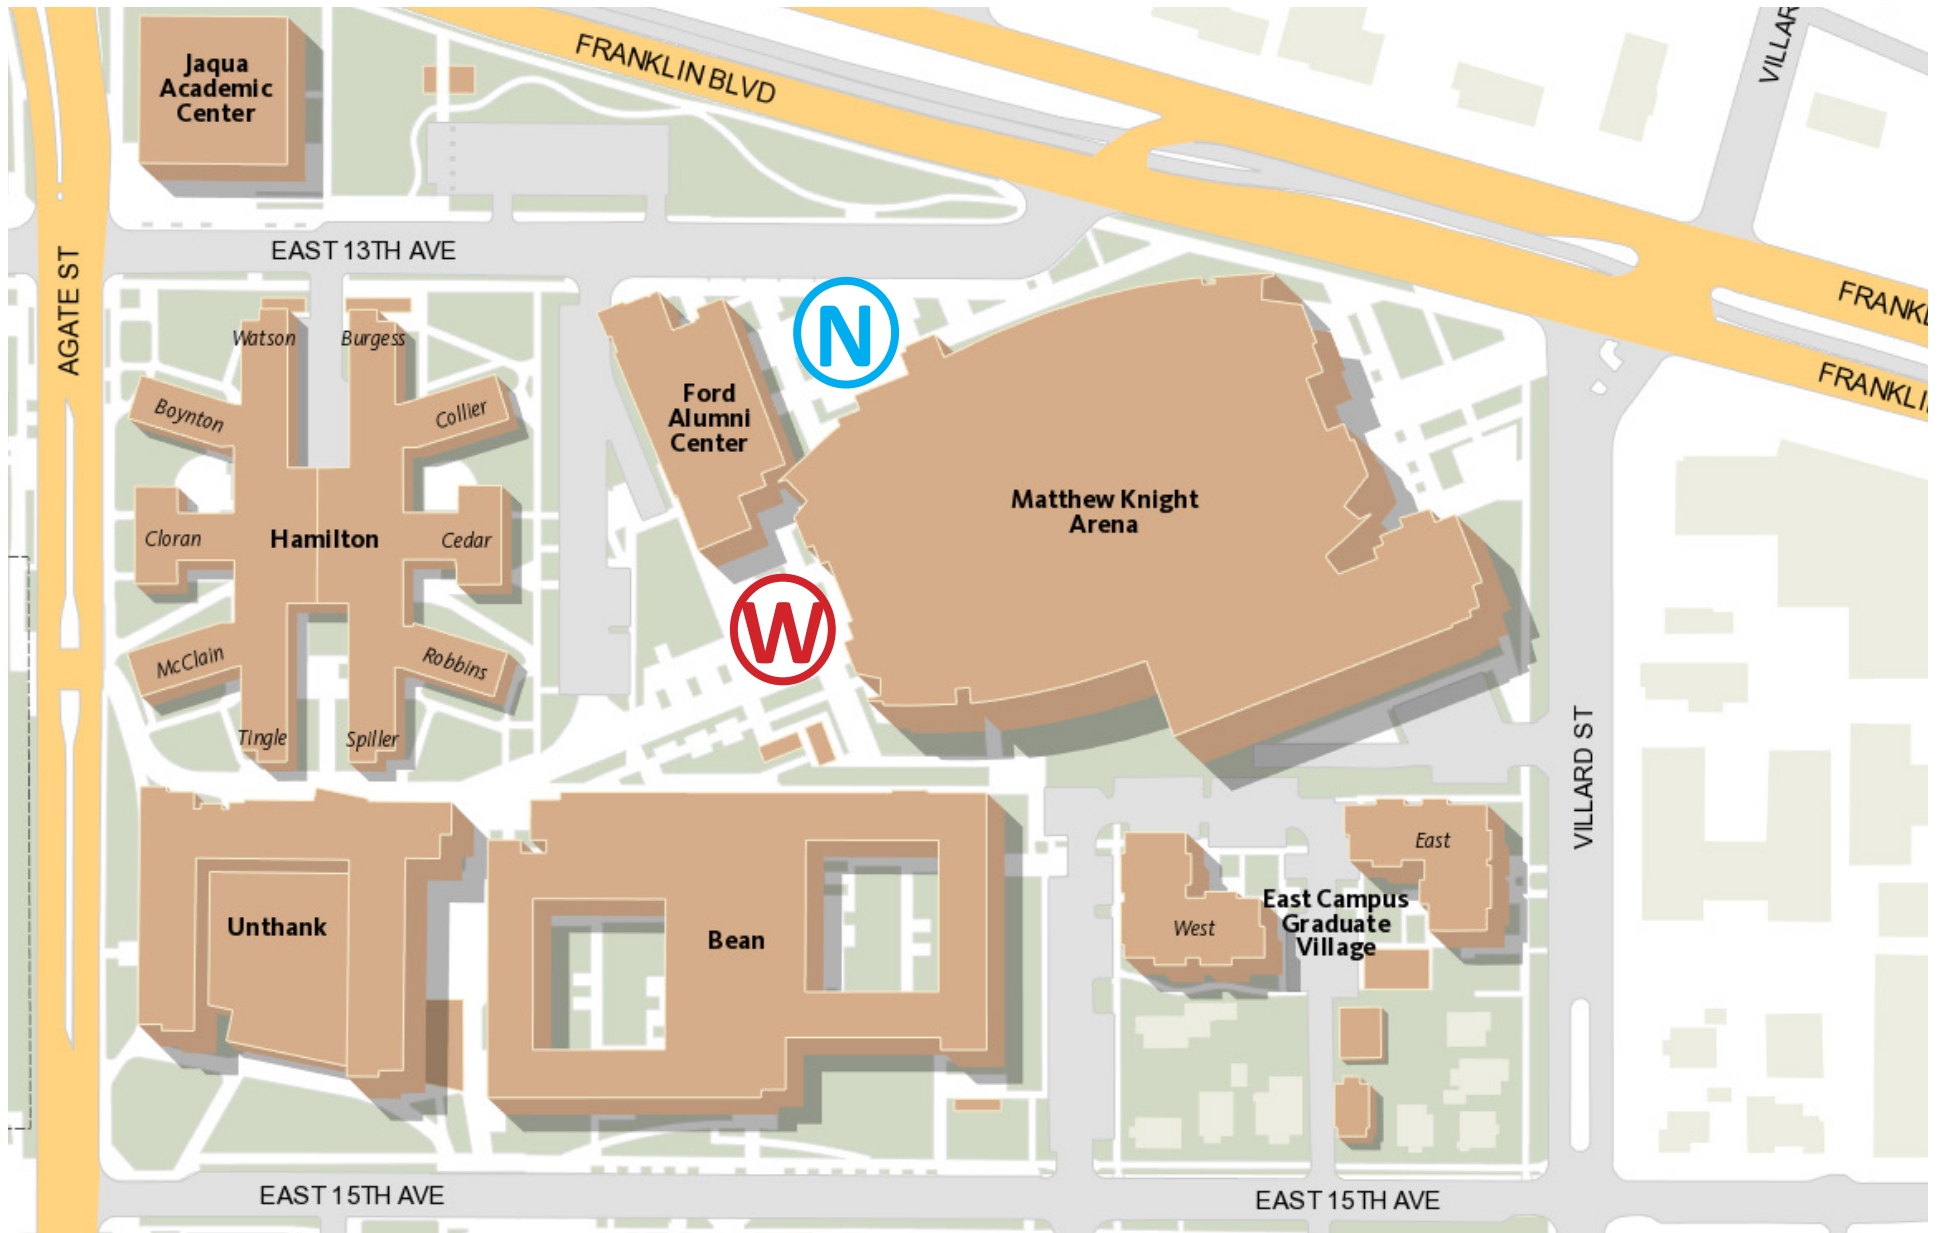 Jaqua
Academic
Center
FRANKLIN BLVD
EAST 13TH AVE
AGATE ST
N
Watson
Burgess
Boynton
Collier
Ford
Alumni
Center
Cloran
Hamilton
Cedar
Matthew Knight
Arena
W
McClain
Robbins
Tingle
Spiller
VILLARD ST
Unthank
Bean
West
East
East Campus
Graduate
Village
EAST 15TH AVE
EAST 15TH AVE
VILLAR
FRANKL
FRANKLI